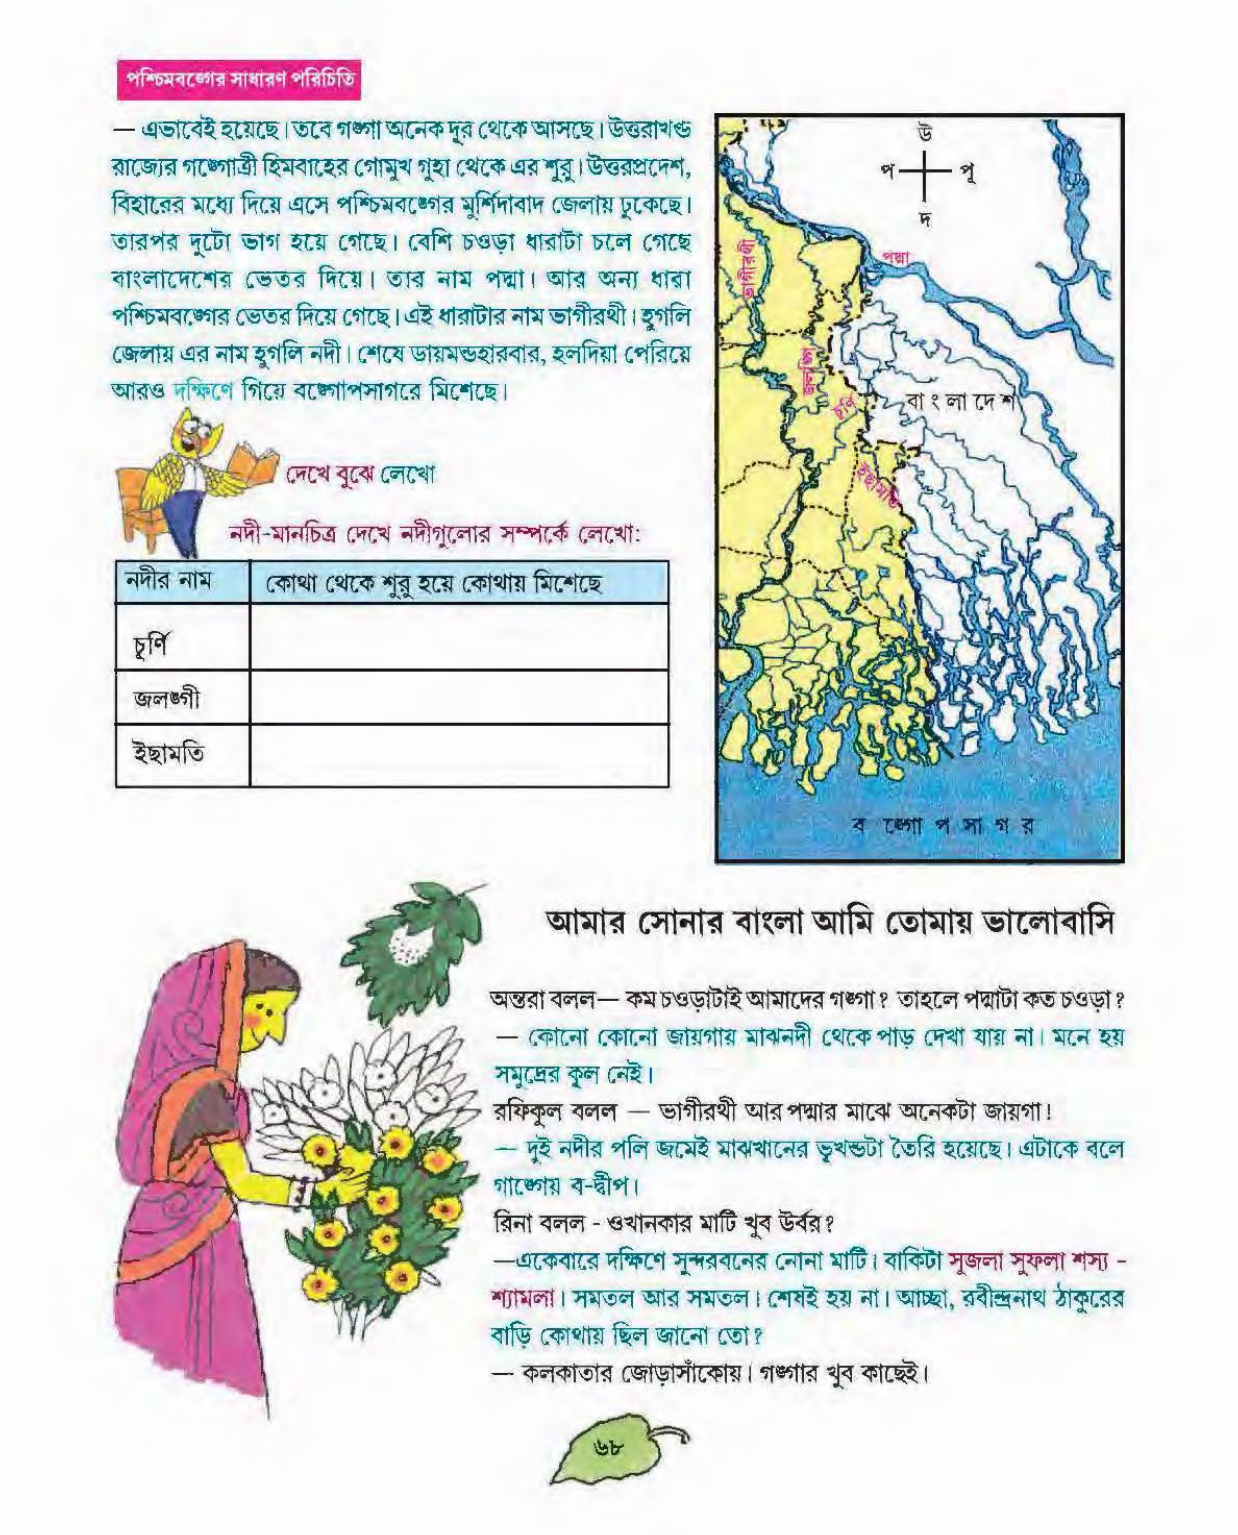 পশ্চিমবঙ্গের সাধারণ পরিচিতি
— এভাবেই হয়েছে। তবে গঙ্গা অনেক দূর থেকে আসছে। উত্তরাখণ্ড
রাজ্যের গঙ্গোত্রী হিমবাহের গোমুখ গুহা থেকে এর শুরু। উত্তরপ্রদেশ,
বিহারের মধ্যে দিয়ে এসে পশ্চিমবঙ্গের মুর্শিদাবাদ জেলায় ঢুকেছে।
তারপর দুটো ভাগ হয়ে গেছে। বেশি চওড়া ধারাটা চলে গেছে
বাংলাদেশের ভেতর দিয়ে। তার নাম পদ্মা। আর অন্য ধারা
পশ্চিমবঙ্গের ভেতর দিয়ে গেছে। এই ধারাটার নাম ভাগীরথী। হুগলি
জেলায় এর নাম হুগলি নদী। শেষে ডায়মন্ডহারবার, হলদিয়া পেরিয়ে
আরও দক্ষিণে গিয়ে বঙ্গোপসাগরে মিশেছে।
দেখে বুঝে লেখো
নদী-মানচিত্র দেখে নদীগুলোর সম্পর্কে লেখো:
নদীর নাম কোথা থেকে শুরু হয়ে কোথায় মিশেছে
চূর্ণি
জলঙ্গী
ইছামতি
উ
প পূ
দ
পদ্মা
ভাগীরথী
জলঙ্গি
চূর্ণি
বাংলাদেশ
ইছামতি
বঙ্গোপসাগর
আমার সোনার বাংলা আমি তোমায় ভালোবাসি
অন্তরা বলল— কম চওড়াটাই আমাদের গঙ্গা? তাহলে পদ্মাটা কত চওড়া?
— কোনো কোনো জায়গায় মাঝনদী থেকে পাড় দেখা যায় না। মনে হয়
সমুদ্রের কূল নেই।
রফিকুল বলল — ভাগীরথী আর পদ্মার মাঝে অনেকটা জায়গা!
— দুই নদীর পলি জমেই মাঝখানের ভূখন্ডটা তৈরি হয়েছে। এটাকে বলে
গাঙ্গেয় ব-দ্বীপ।
রিনা বলল - ওখানকার মাটি খুব উর্বর?
—একেবারে দক্ষিণে সুন্দরবনের নোনা মাটি। বাকিটা সুজলা সুফলা শস্য -
শ্যামলা। সমতল আর সমতল। শেষই হয় না। আচ্ছা, রবীন্দ্রনাথ ঠাকুরের
বাড়ি কোথায় ছিল জানো তো?
— কলকাতার জোড়াসাঁকোয়। গঙ্গার খুব কাছেই।
৬৮